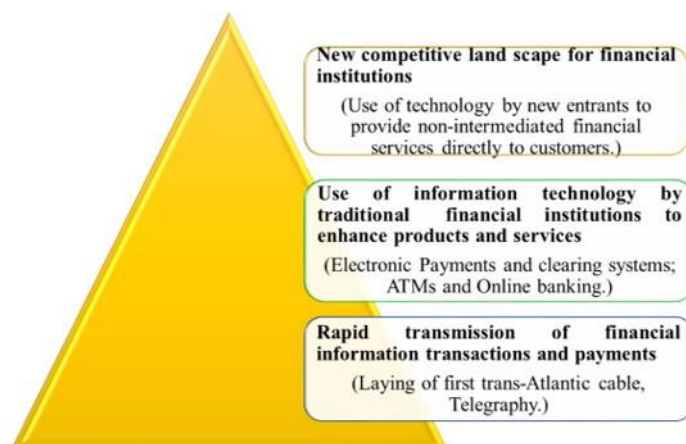 New competitive land scape for financial
institutions
(Use of technology by new entrants to
provide non-intermediated financial
services directly to customers.)
Use of information technology by
traditional financial institutions to
enhance products and services
(Electronic Payments and clearing systems;
ATMs and Online banking.)
Rapid transmission of financial
information transactions and payments
(Laying of first trans-Atlantic cable,
Telegraphy.)